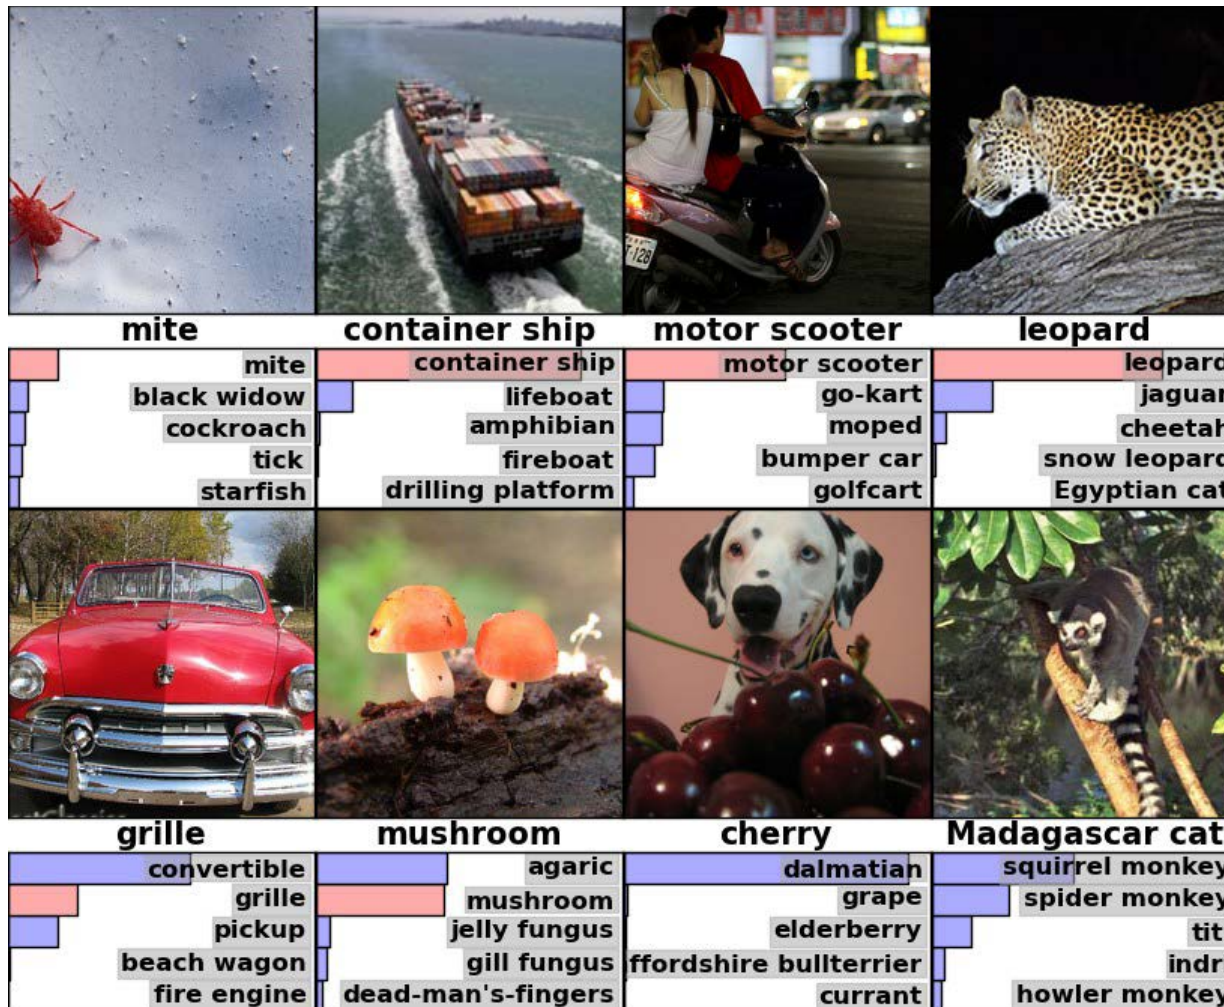 T-128
mite
container ship
motor scooter
leopard
mite
black widow
cockroach
tick
starfish
container ship
lifeboat
amphibian
fireboat
drilling platform
motor scooter
go-kart
moped
bumper car
golfcart
leopard
jaguar
cheetah
snow leopard
Egyptian cat
grille
mushroom
cherry
Madagascar cat
convertible
grille
pickup
beach wagon
fire engine
agaric
mushroom
jelly fungus
gill fungus
dead-man's-fingers
dalmatian
grape
elderberry
ffordshire bullterrier
currant
squirrel monkey
spider monkey
tit
indr
howler monkey